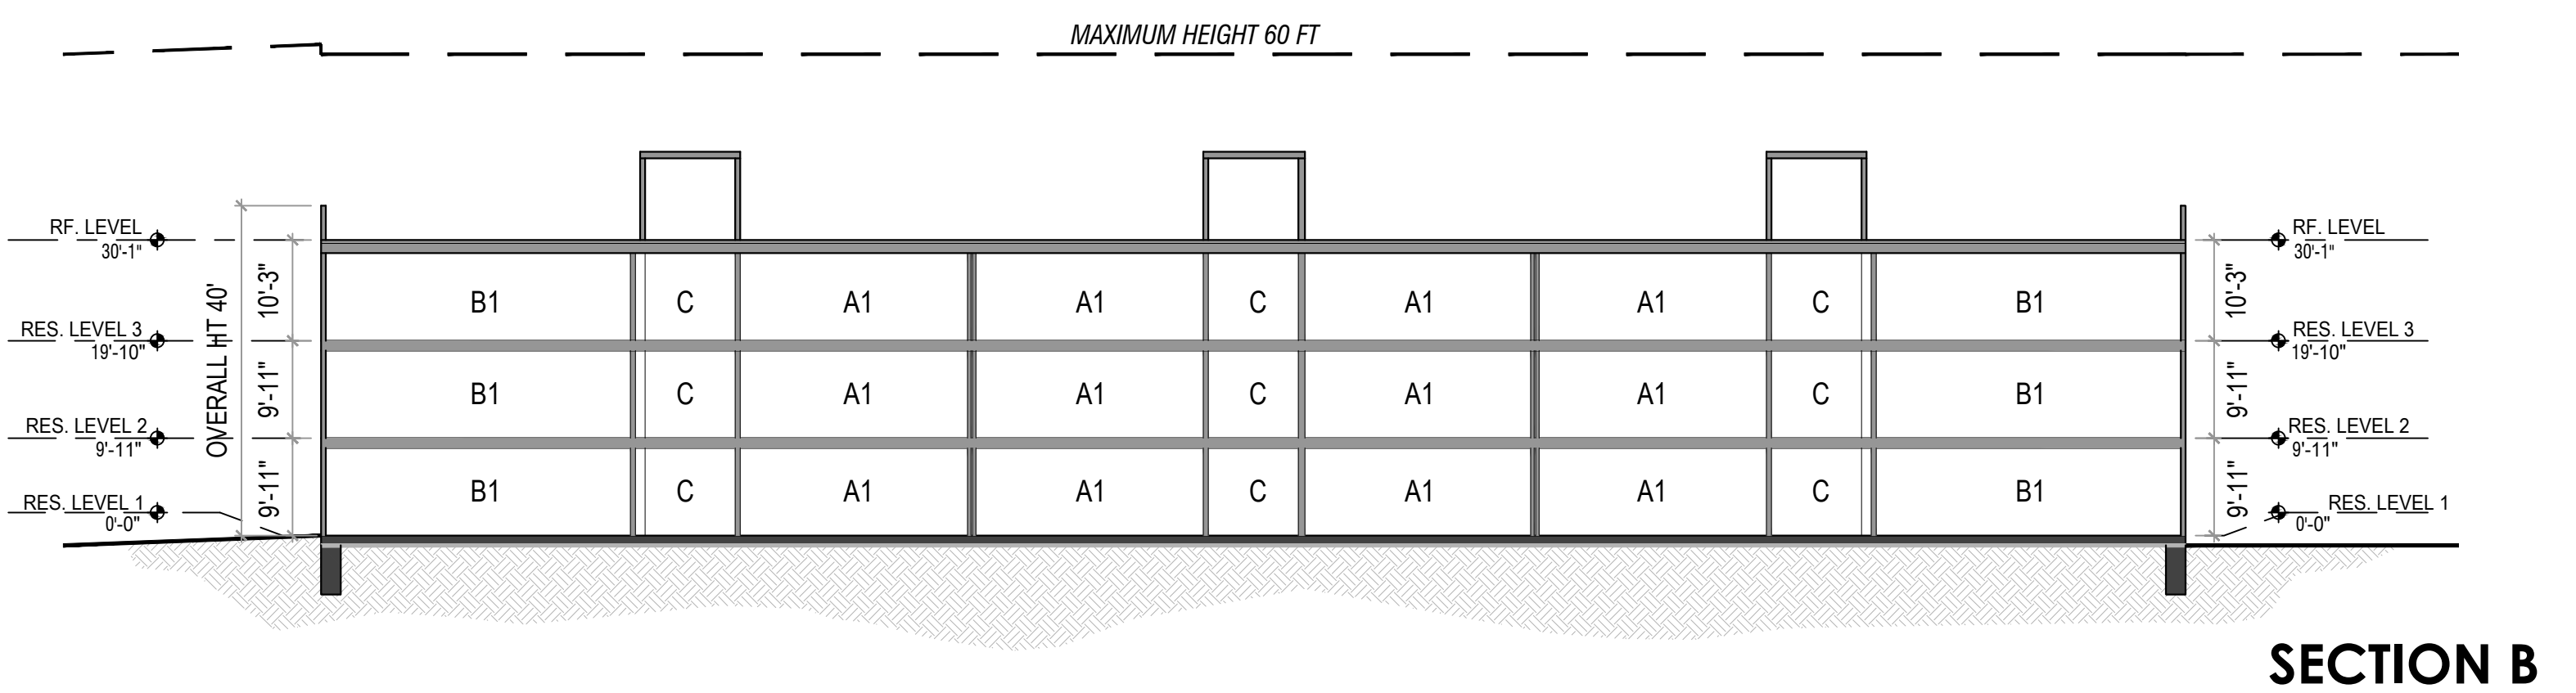 MAXIMUM HEIGHT 60 FT
RF. LEVEL
30'-1"
RES. LEVEL 3
19'-10"
RES. LEVEL 2
9'-11"
RES. LEVEL 1
0'-0"
OVERALL HT 40'
10'-3"
9'-11"
9'-11"
B1 C A1 A1 C A1 A1 C B1
B1 C A1 A1 C A1 A1 C B1
B1 C A1 A1 C A1 A1 C B1
10'-3"
9'-11"
9'-11"
RF. LEVEL
30'-1"
RES. LEVEL 3
19'-10"
RES. LEVEL 2
9'-11"
RES. LEVEL 1
0'-0"
SECTION B